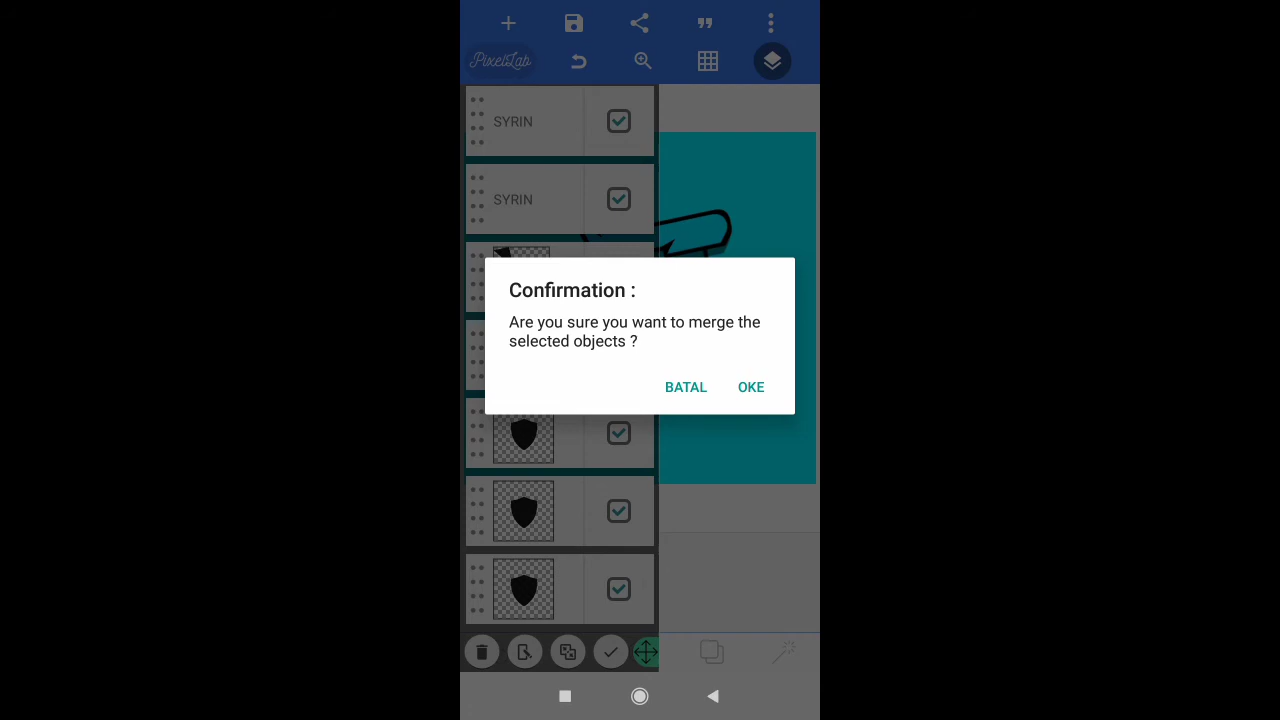 PixelLab
SYRIN
SYRIN
Confirmation :
Are you sure you want to merge the
selected objects ?
BATAL OKE